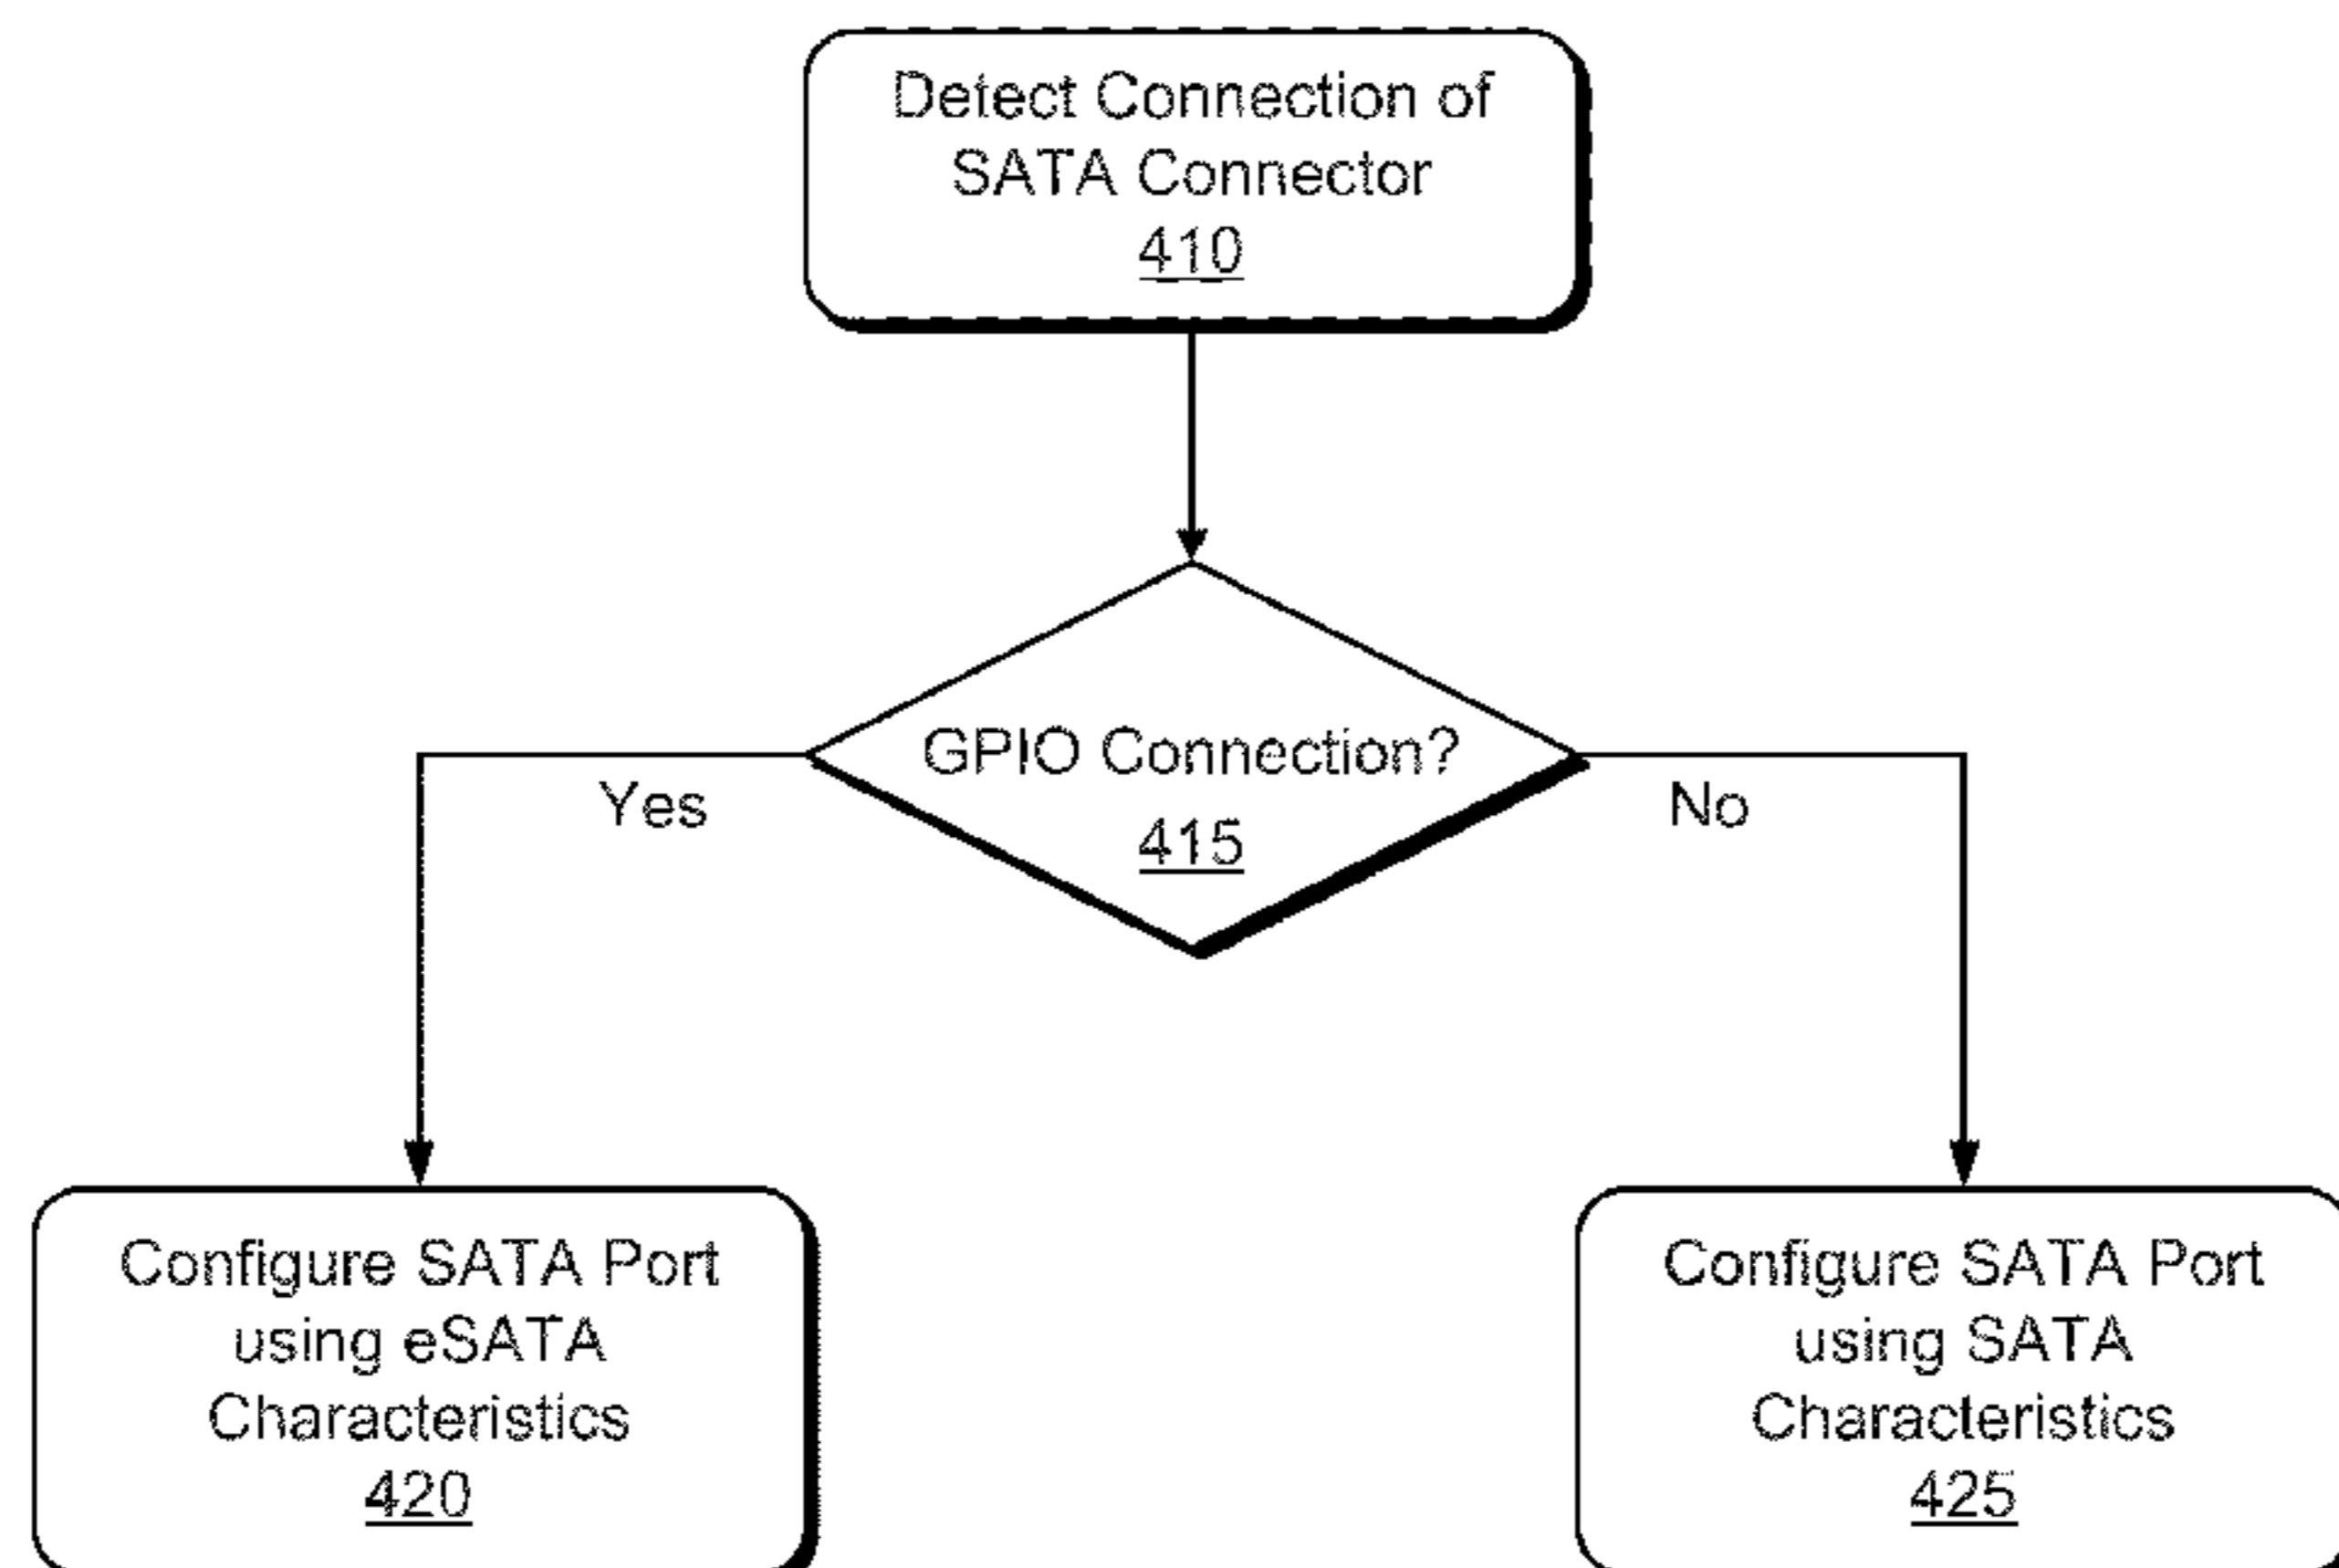 Detect Connection of
SATA Connector
410
GPIO Connection?
415
Yes
No
Configure SATA Port
using eSATA
Characteristics
420
Configure SATA Port
using SATA
Characteristics
425